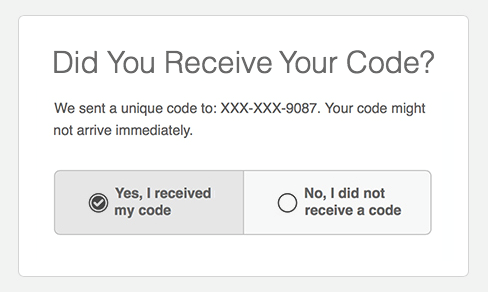 Did You Receive Your Code?
We sent a unique code to: XXX-XXX-9087. Your code might
not arrive immediately.
Yes, I received
my code
No, I did not
receive a code